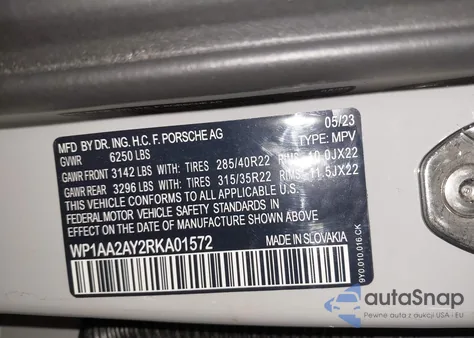 MFD BY DR. ING. H.C. F. PORSCHE AG 05/23
GVWR 6250 LBS TYPE: MPV
GAWR FRONT 3142 LBS WITH: TIRES 285/40R22 RIMS 10.0JX22
GAWR REAR 3296 LBS WITH: TIRES 315/35R22 RIMS 11.5JX22
THIS VEHICLE CONFORMS TO ALL APPLICABLE U.S.
FEDERAL MOTOR VEHICLE SAFETY STANDARDS IN
EFFECT ON THE DATE OF MANUFACTURE SHOWN ABOVE.
WP1AA2AY2RKA01572 MADE IN SLOVAKIA
9Y0.010.016.CK
autoSnap
Pewne auta z aukcji USA i EU